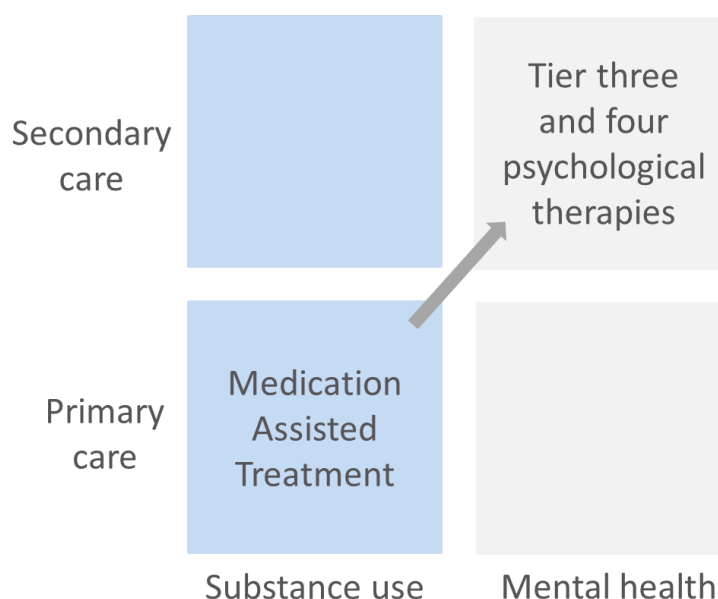 Secondary
care
Tier three
and four
psychological
therapies
Primary
care
Medication
Assisted
Treatment
Substance use
Mental health